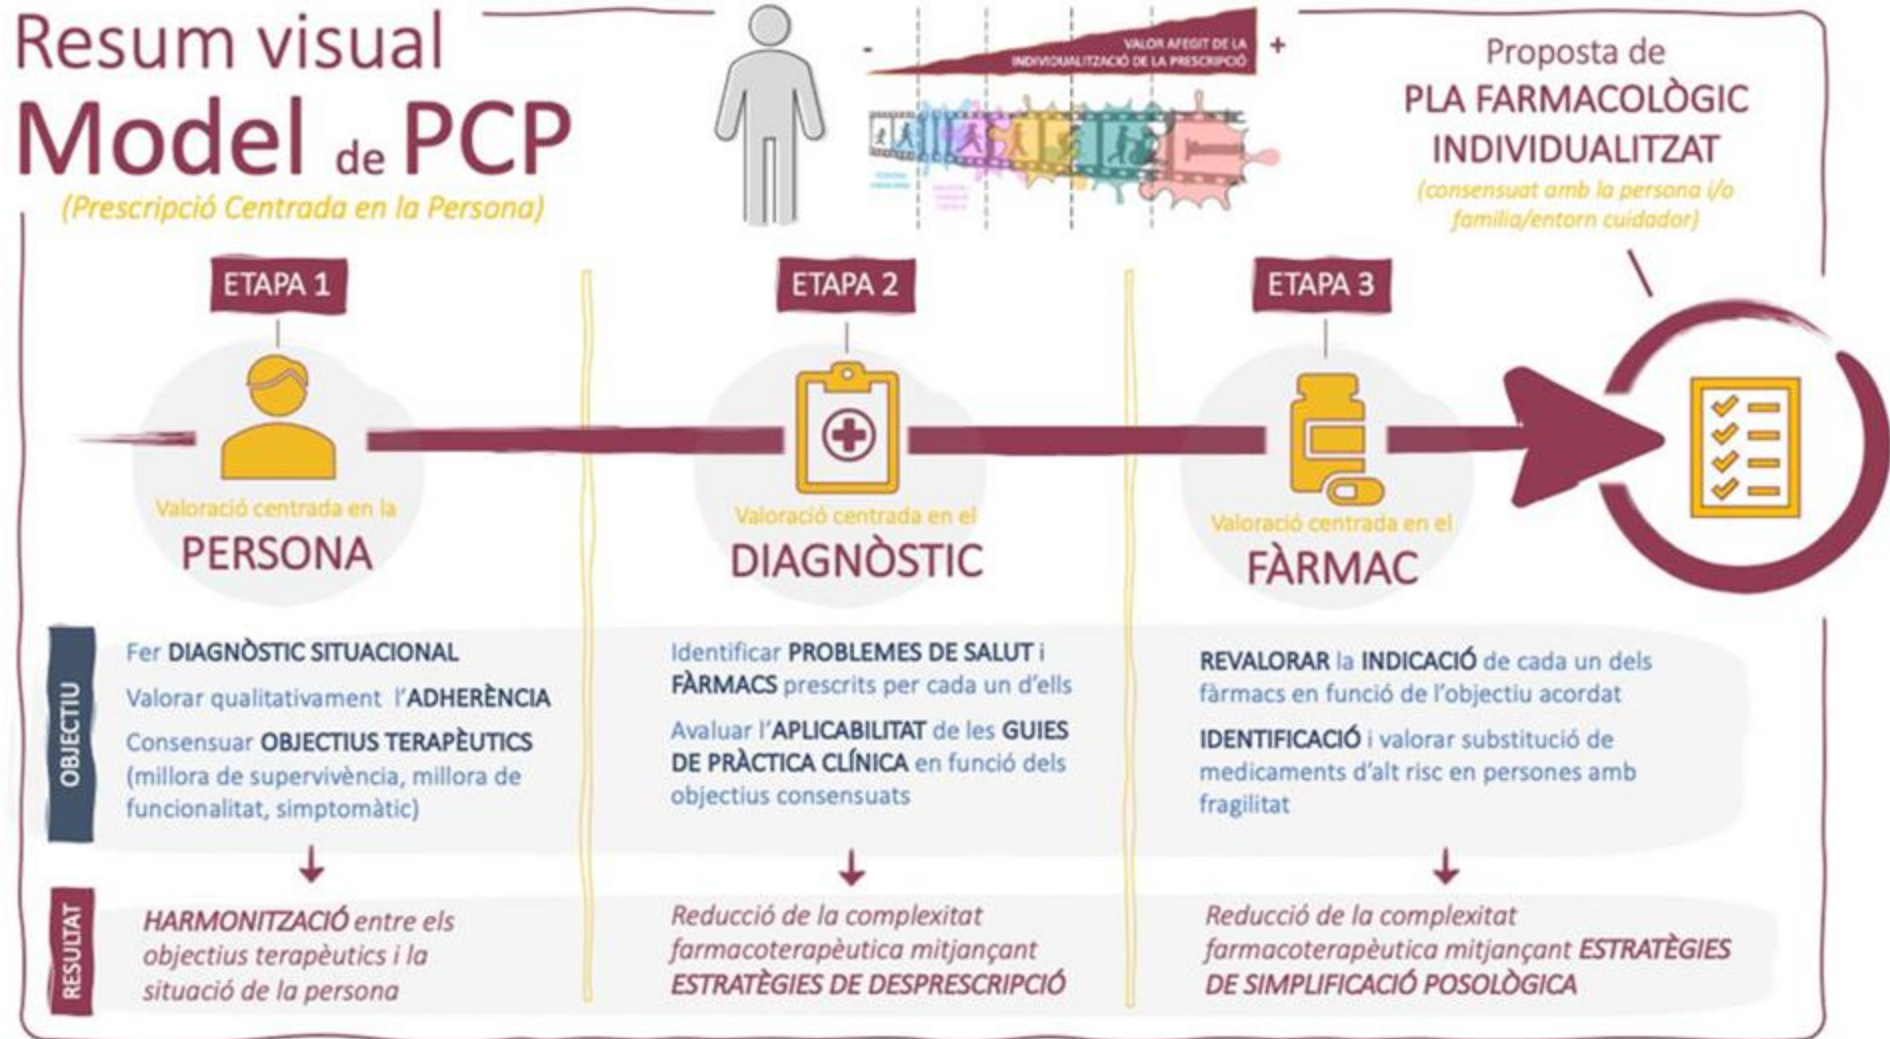 Resum visual
Model de PCP
(Prescripció Centrada en la Persona)
-
VALOR AFEGIT DE LA
INDIVIDUALITZACIÓ DE LA PRESCRIPCIÓ
+
Proposta de
PLA FARMACOLÒGIC
INDIVIDUALITZAT
(consensuat amb la persona i/o
família/entorn cuidador)
ETAPA 1
Valoració centrada en la
PERSONA
ETAPA 2
Valoració centrada en el
DIAGNÒSTIC
ETAPA 3
Valoració centrada en el
FÀRMAC
OBJECTIU
Fer DIAGNÒSTIC SITUACIONAL
Valorar qualitativament l'ADHERÈNCIA
Consensuar OBJECTIUS TERAPÈUTICS
(millora de supervivència, millora de
funcionalitat, simptomàtic)
Identificar PROBLEMES DE SALUT i
FÀRMACS prescrits per cada un d'ells
Avaluar l'APLICABILITAT de les GUIES
DE PRÀCTICA CLÍNICA en funció dels
objectius consensuats
REVALORAR la INDICACIÓ de cada un dels
fàrmacs en funció de l'objectiu acordat
IDENTIFICACIÓ i valorar substitució de
medicaments d'alt risc en persones amb
fragilitat
RESULTAT
HARMONITZACIÓ entre els
objectius terapèutics i la
situació de la persona
Reducció de la complexitat
farmacoterapèutica mitjançant
ESTRATÈGIES DE DESPRESCRIPCIÓ
Reducció de la complexitat
farmacoterapèutica mitjançant ESTRATÈGIES
DE SIMPLIFICACIÓ POSOLÒGICA